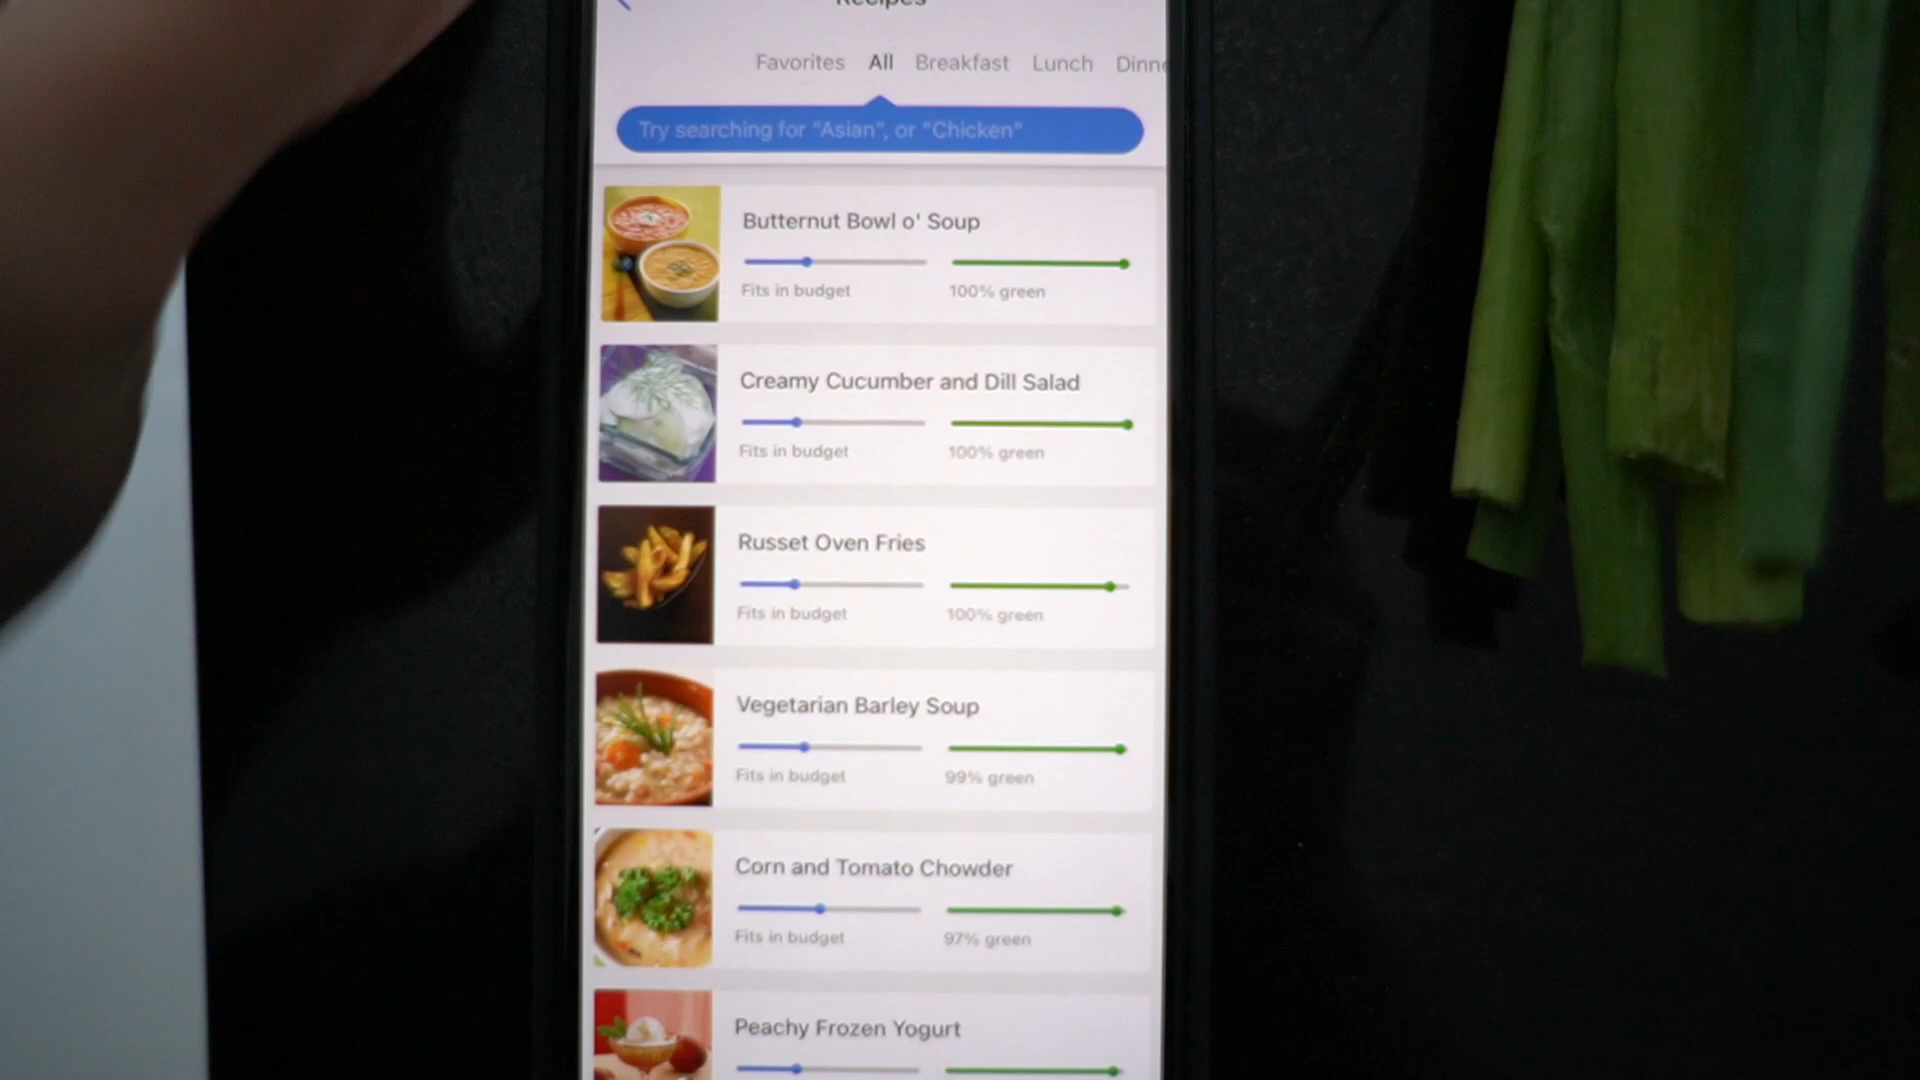 Recipes
Favorites All Breakfast Lunch Dinne
Try searching for "Asian", or "Chicken"
Butternut Bowl o' Soup
Fits in budget 100% green
Creamy Cucumber and Dill Salad
Fits in budget 100% green
Russet Oven Fries
Fits in budget 100% green
Vegetarian Barley Soup
Fits in budget 99% green
Corn and Tomato Chowder
Fits in budget 97% green
Peachy Frozen Yogurt